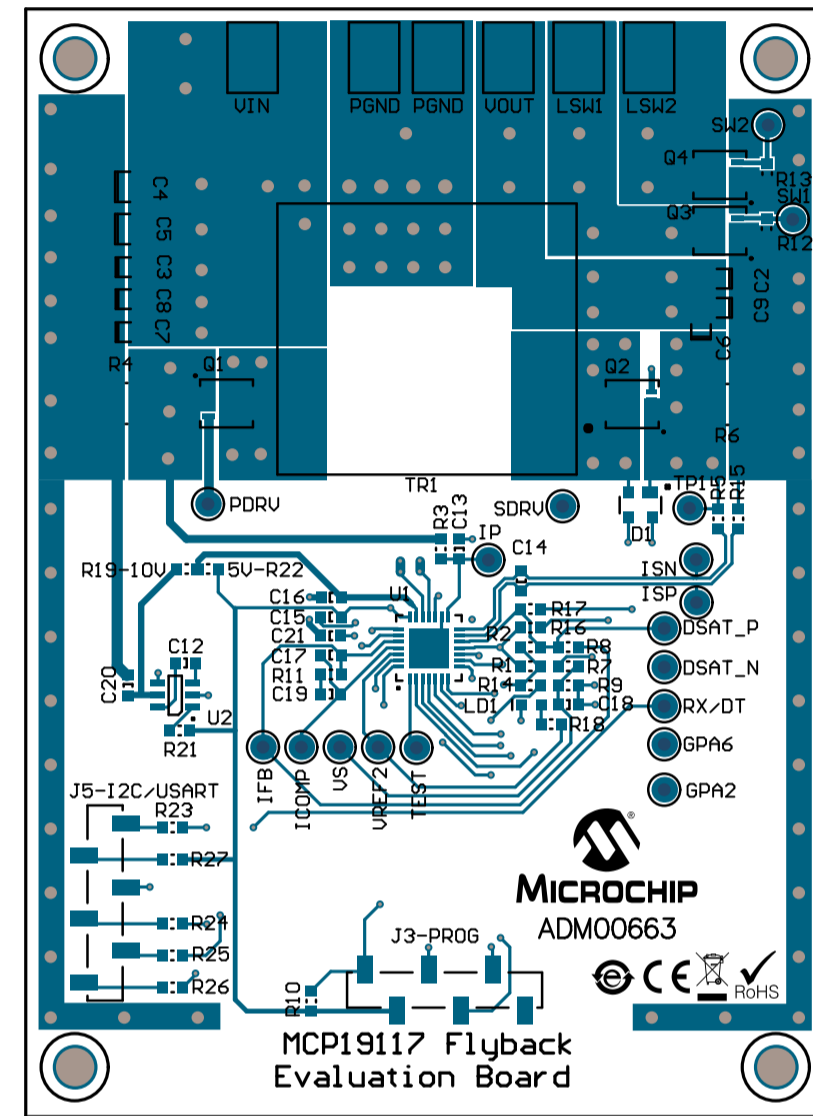 VIN
PGND
PGND
VOUT
LSW1
LSW2
SW2
Q4
R13
SW1
Q3
R12
C4
C5
C3
C8
C7
C2
C9
C6
R4
Q1
Q2
R6
TR1
PDRV
SDRV
TP1
R5
R15
D1
R3
C13
IP
C14
R19-10V
5V-R22
ISN
ISP
C16
U1
C15
C21
C17
R11
C19
R17
R16
R2
R8
R1
R7
R14
R9
LD1
C18
R18
DSAT_P
DSAT_N
RX/DT
GPA6
GPA2
C12
C20
U2
R21
IFB
ICOMP
VS
VREF2
TEST
J5-I2C/USART
R23
R27
R24
R25
R26
MICROCHIP
®
ADM00663
J3-PROG
R10
e
CE
RoHS
MCP19117 Flyback
Evaluation Board